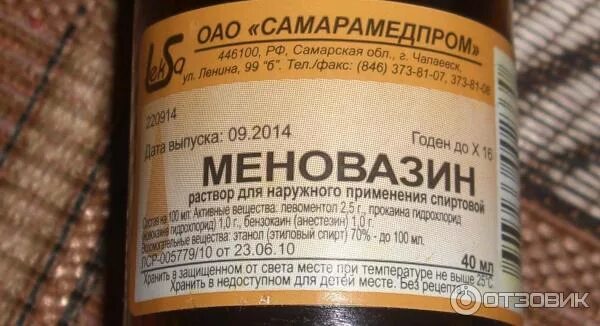 ОАО «САМАРАМЕДПРОМ»
446100, РФ, Самарская обл., г. Чапаевск,
ул. Ленина, 99 "б". Тел./факс: (846) 373-81-07, 373-81-08
LekSa
220914
Дата выпуска: 09.2014
Годен до X 16
МЕНОВАЗИН
раствор для наружного применения спиртовой
Состав на 100 мл: Активные вещества: левоментол 2,5 г., прокаина гидрохлорид
(новокаина гидрохлорид) 1,0 г., бензокаин (анестезин) 1,0 г.
Вспомогательные вещества: этанол (этиловый спирт) 70% - до 100 мл.
ЛСР-005779/10 от 23.06.10
40 мл
Хранить в защищенном от света месте при температуре не выше 25°С
Хранить в недоступном для детей месте. Без рецепта
ОТЗОВИК